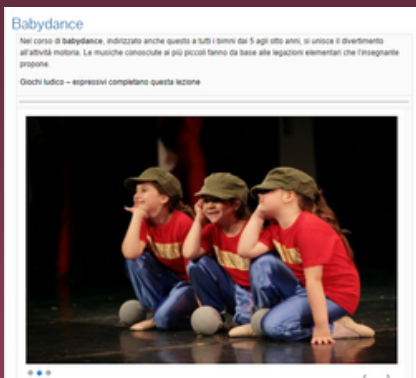 Babydance
Nel corso di babydance, indirizzato anche questo a tutti i bimni dai 5 agli otto anni, si unisce il divertimento
all'attività motoria. Le musiche conosciute ai più piccoli fanno da base alle legazioni elementari che l'insegnante
propone.
Giochi ludico – espressivi completano questa lezione